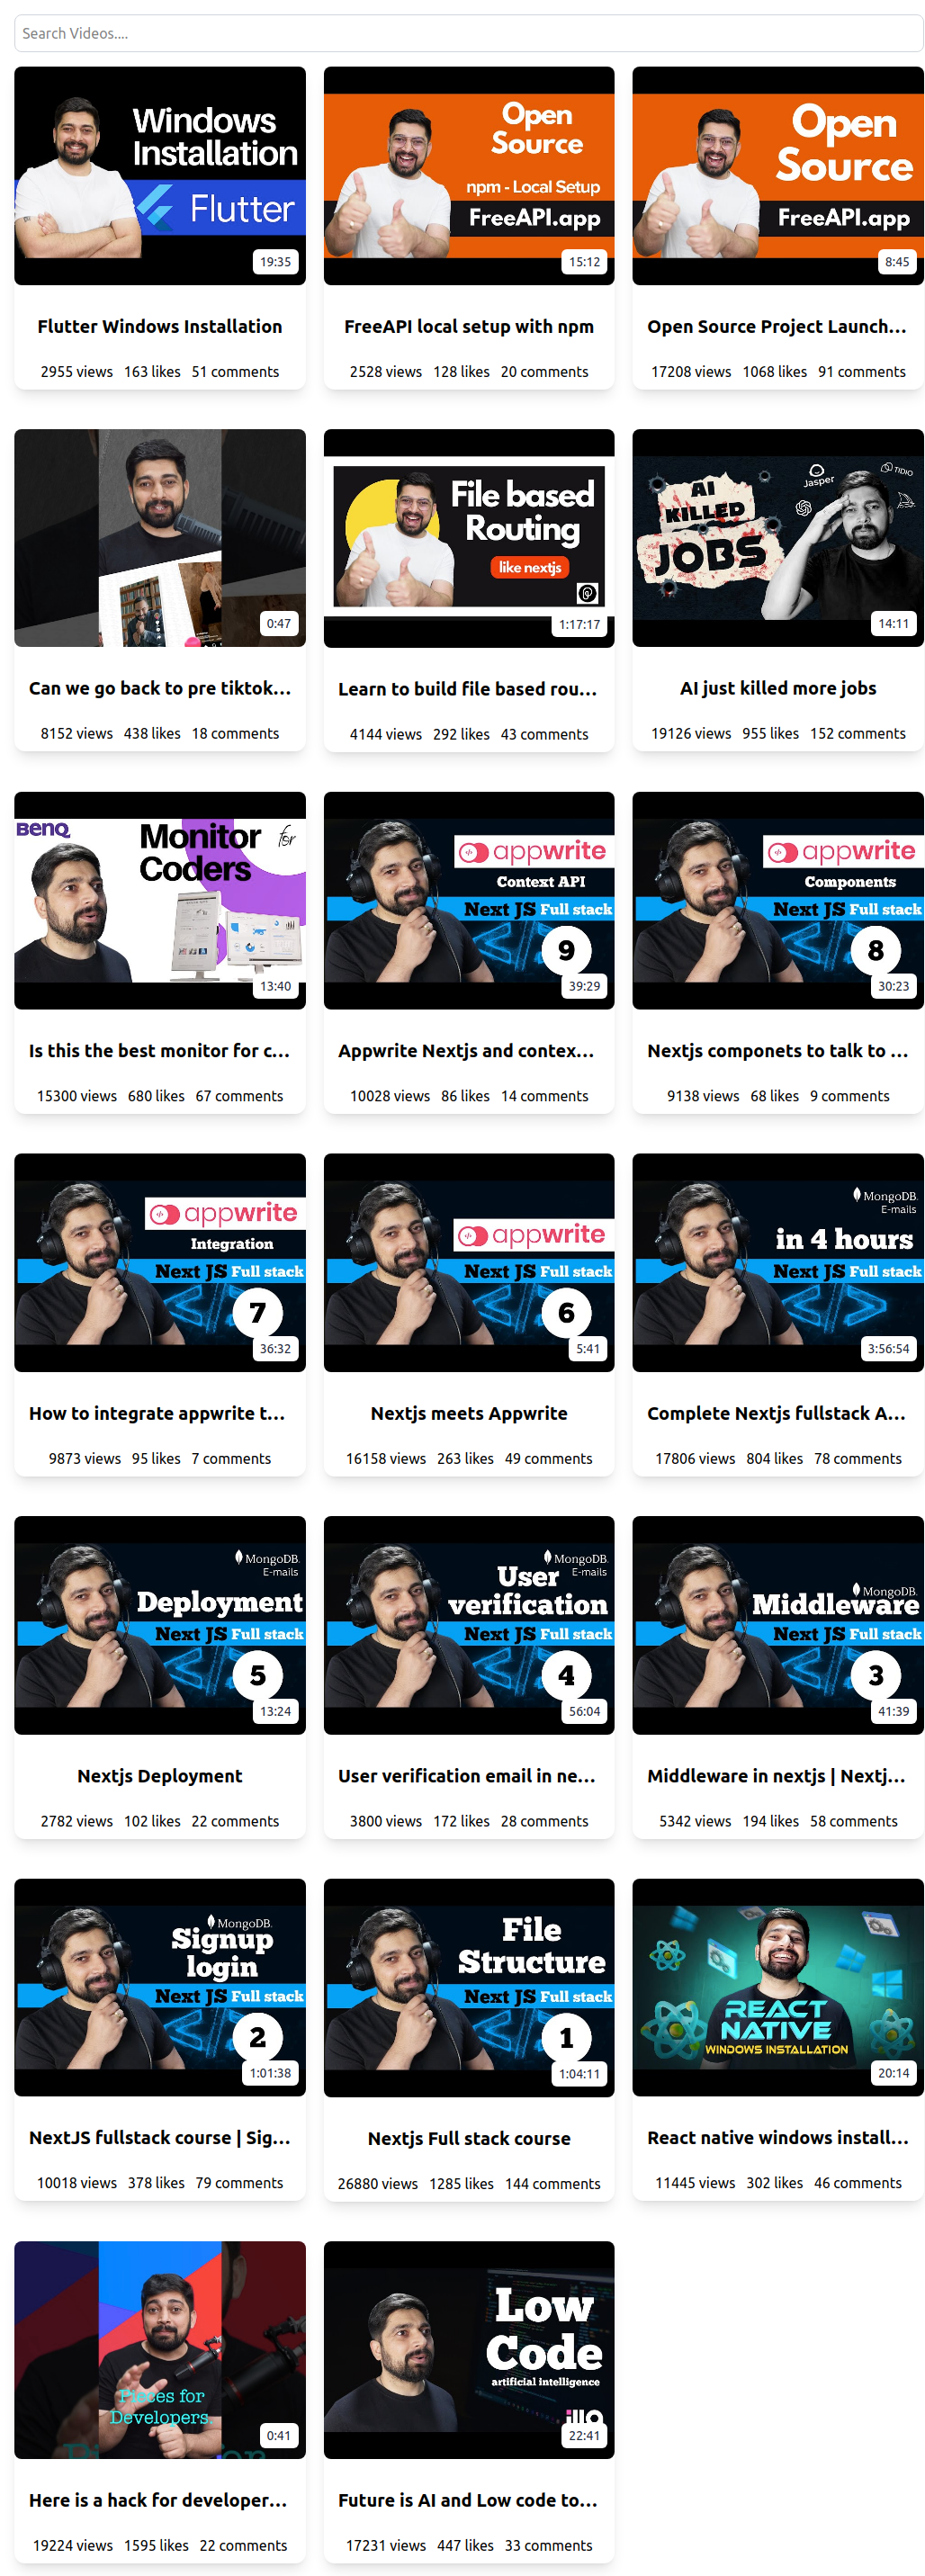 Search Videos....
Windows
Installation
Flutter
19:35
Flutter Windows Installation
2955 views 163 likes 51 comments
Open
Source
npm - Local Setup
FreeAPI.app
15:12
FreeAPI local setup with npm
2528 views 128 likes 20 comments
Open
Source
FreeAPI.app
8:45
Open Source Project Launch...
17208 views 1068 likes 91 comments
0:47
Can we go back to pre tiktok...
8152 views 438 likes 18 comments
File based
Routing
like nextjs
1:17:17
Learn to build file based rou...
4144 views 292 likes 43 comments
AI
KILLED
JOBS
Jasper
TIDIO
14:11
AI just killed more jobs
19126 views 955 likes 152 comments
BENQ
Monitor for
Coders
13:40
Is this the best monitor for c...
15300 views 680 likes 67 comments
appwrite
Context API
Next JS Full stack
9
39:29
Appwrite Nextjs and contex...
10028 views 86 likes 14 comments
appwrite
Components
Next JS Full stack
8
30:23
Nextjs componets to talk to ...
9138 views 68 likes 9 comments
appwrite
Integration
Next JS Full stack
7
36:32
How to integrate appwrite t...
9873 views 95 likes 7 comments
appwrite
Next JS Full stack
6
5:41
Nextjs meets Appwrite
16158 views 263 likes 49 comments
MongoDB.
E-mails
in 4 hours
Next JS Full stack
3:56:54
Complete Nextjs fullstack A...
17806 views 804 likes 78 comments
MongoDB.
E-mails
Deployment
Next JS Full stack
5
13:24
Nextjs Deployment
2782 views 102 likes 22 comments
MongoDB.
User E-mails
verification
Next JS Full stack
4
56:04
User verification email in ne...
3800 views 172 likes 28 comments
MongoDB.
Middleware
Next JS Full stack
3
41:39
Middleware in nextjs | Nextj...
5342 views 194 likes 58 comments
MongoDB.
Signup
login
Next JS Full stack
2
1:01:38
NextJS fullstack course | Sig...
10018 views 378 likes 79 comments
File
Structure
Next JS Full stack
1
1:04:11
Nextjs Full stack course
26880 views 1285 likes 144 comments
REACT
NATIVE
WINDOWS INSTALLATION
20:14
React native windows install...
11445 views 302 likes 46 comments
Pieces for
Developers
0:41
Here is a hack for developer...
19224 views 1595 likes 22 comments
Low
Code
artificial intelligence
22:41
Future is AI and Low code to...
17231 views 447 likes 33 comments